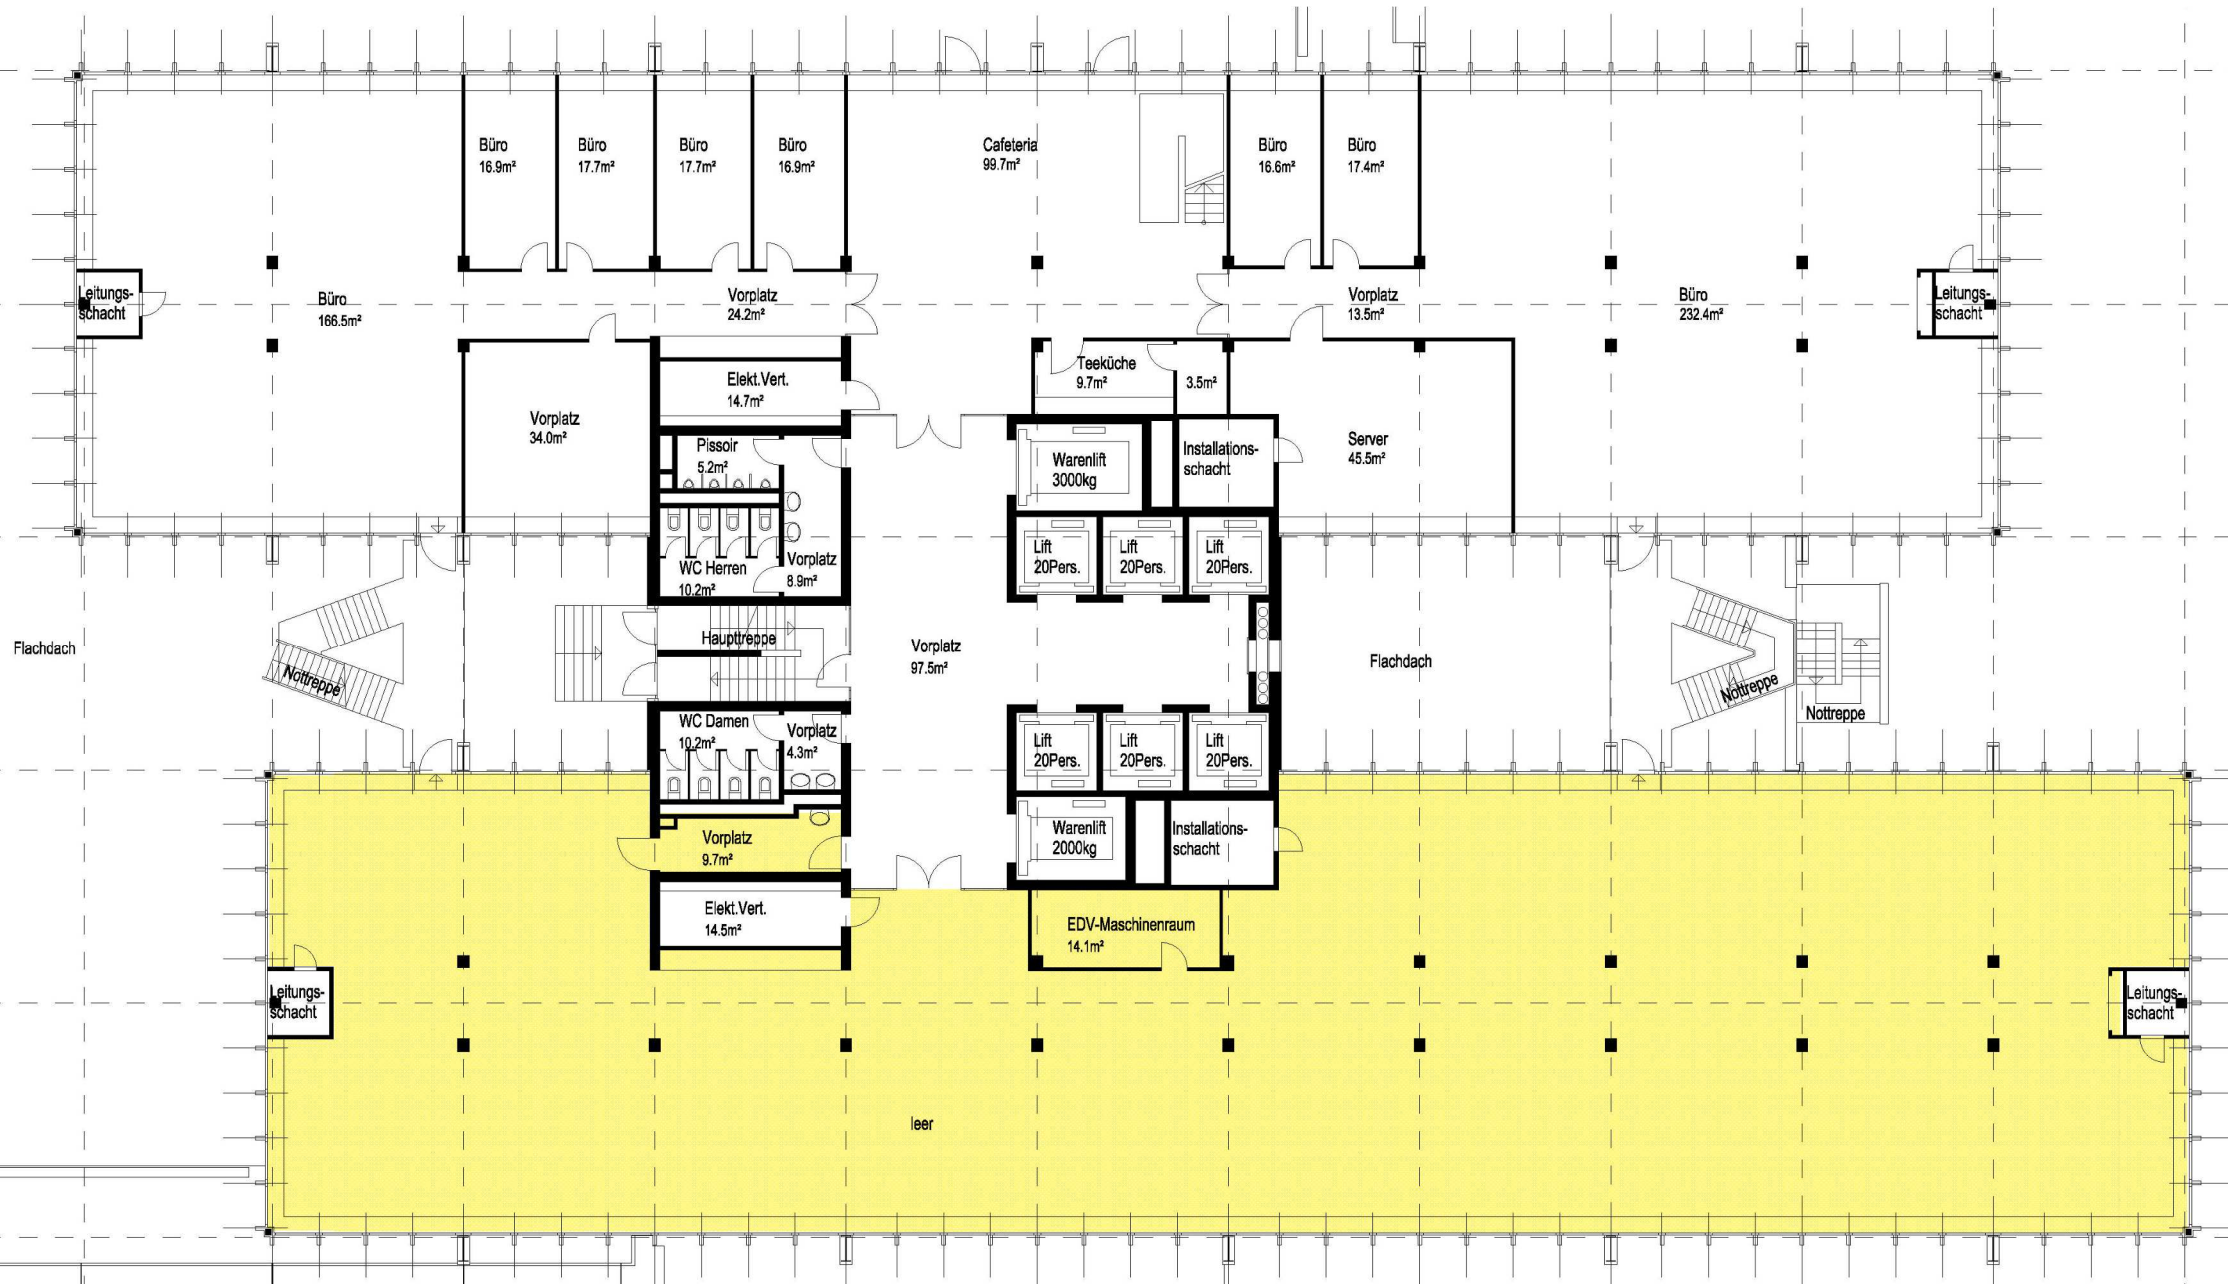 Büro
16.9m²
Büro
17.7m²
Büro
17.7m²
Büro
16.9m²
Cafeteria
99.7m²
Büro
16.6m²
Büro
17.4m²
Leitungs-
schacht
Büro
166.5m²
Vorplatz
24.2m²
Vorplatz
13.5m²
Büro
232.4m²
Leitungs-
schacht
Elekt.Vert.
14.7m²
Teeküche
9.7m²
3.5m²
Vorplatz
34.0m²
Pissoir
5.2m²
Warenlift
3000kg
Installations-
schacht
Server
45.5m²
WC Herren
10.2m²
Vorplatz
8.9m²
Lift
20Pers.
Lift
20Pers.
Lift
20Pers.
Flachdach
Nottreppe
Haupttreppe
Vorplatz
97.5m²
Flachdach
Nottreppe
Nottreppe
WC Damen
10.2m²
Vorplatz
4.3m²
Lift
20Pers.
Lift
20Pers.
Lift
20Pers.
Vorplatz
9.7m²
Warenlift
2000kg
Installations-
schacht
Elekt.Vert.
14.5m²
EDV-Maschinenraum
14.1m²
Leitungs-
schacht
Leitungs-
schacht
leer